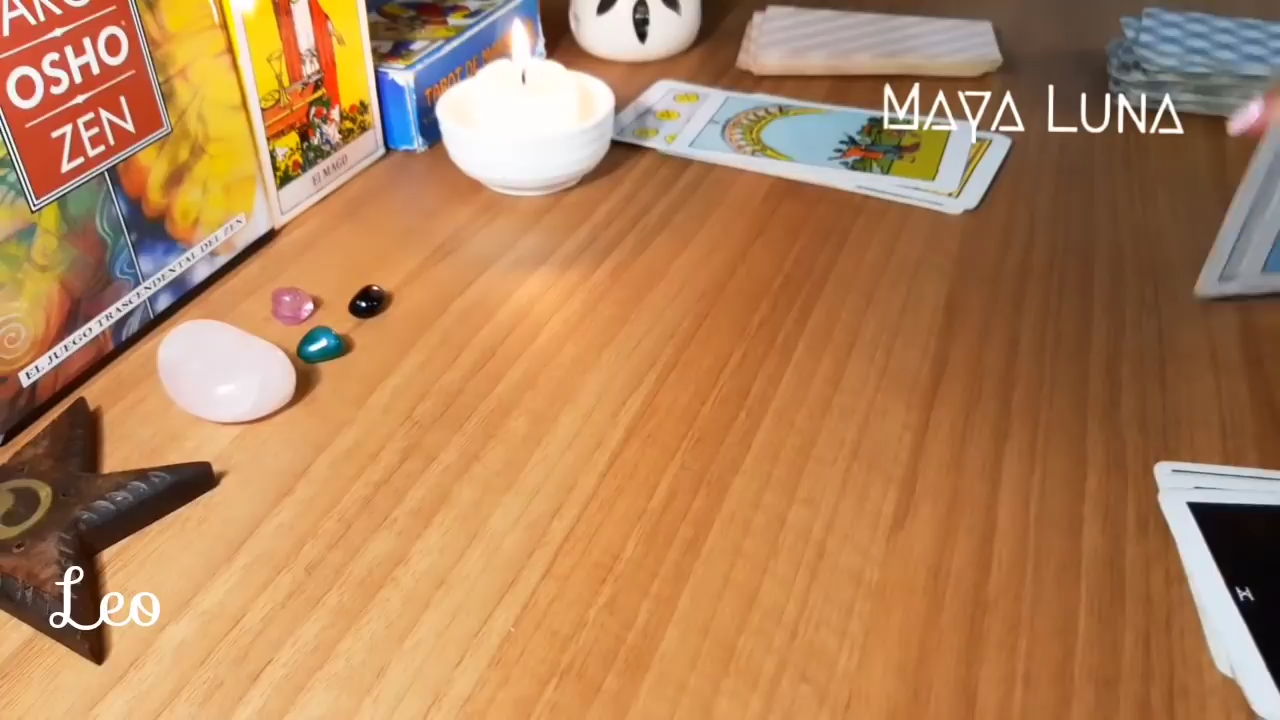 OSHO
ZEN
El MAGO
TAROT DE
EL JUEGO TRASCENDENTAL DEL ZEN
MAYA LUNA
Leo